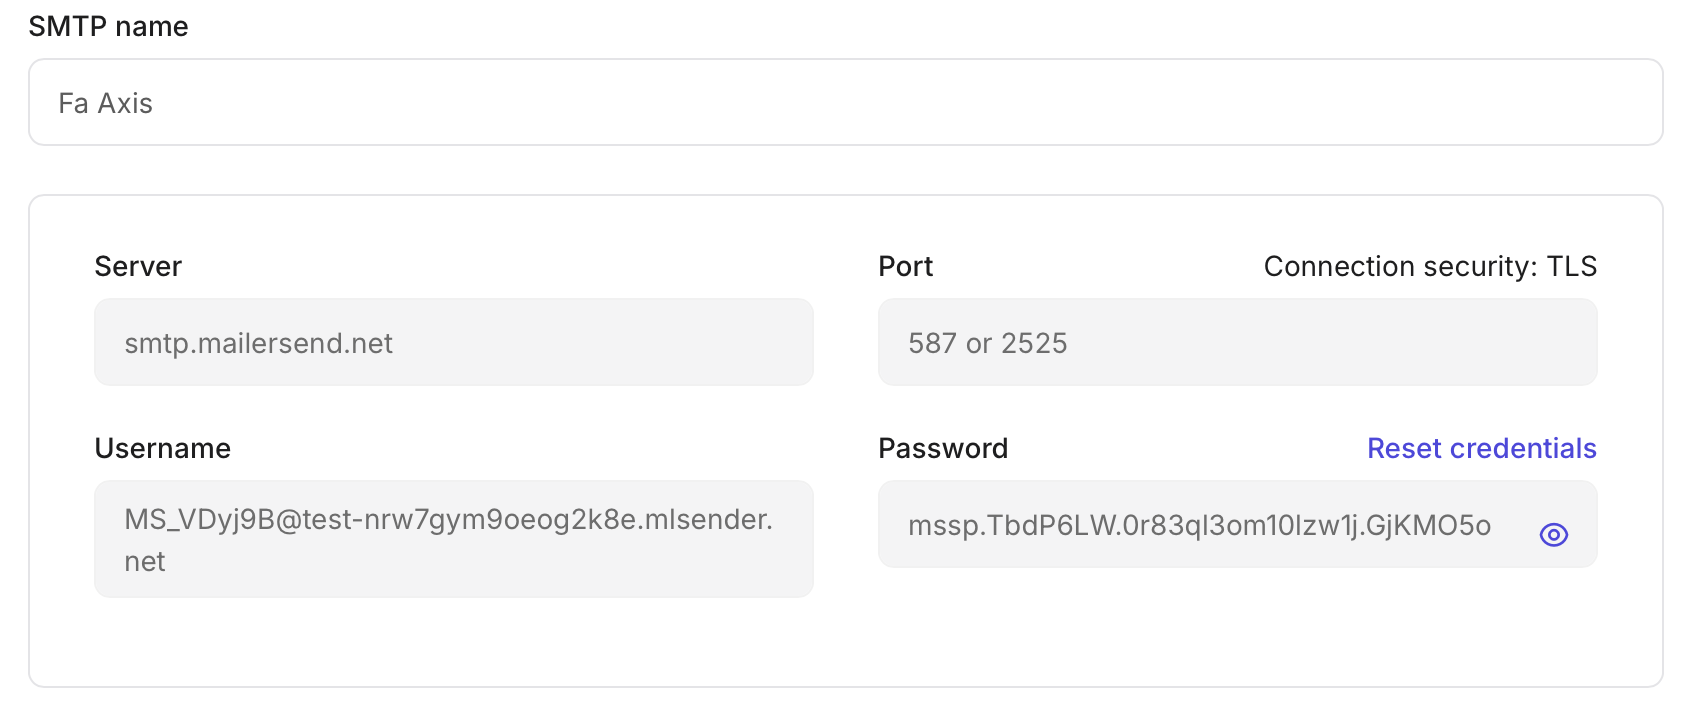 SMTP name
Fa Axis
Server
smtp.mailersend.net
Port
Connection security: TLS
587 or 2525
Username
MS_VDyj9B@test-nrw7gym9oeog2k8e.mlsender.
net
Password
Reset credentials
mssp.TbdP6LW.0r83ql3om10lzw1j.GjKMO5o